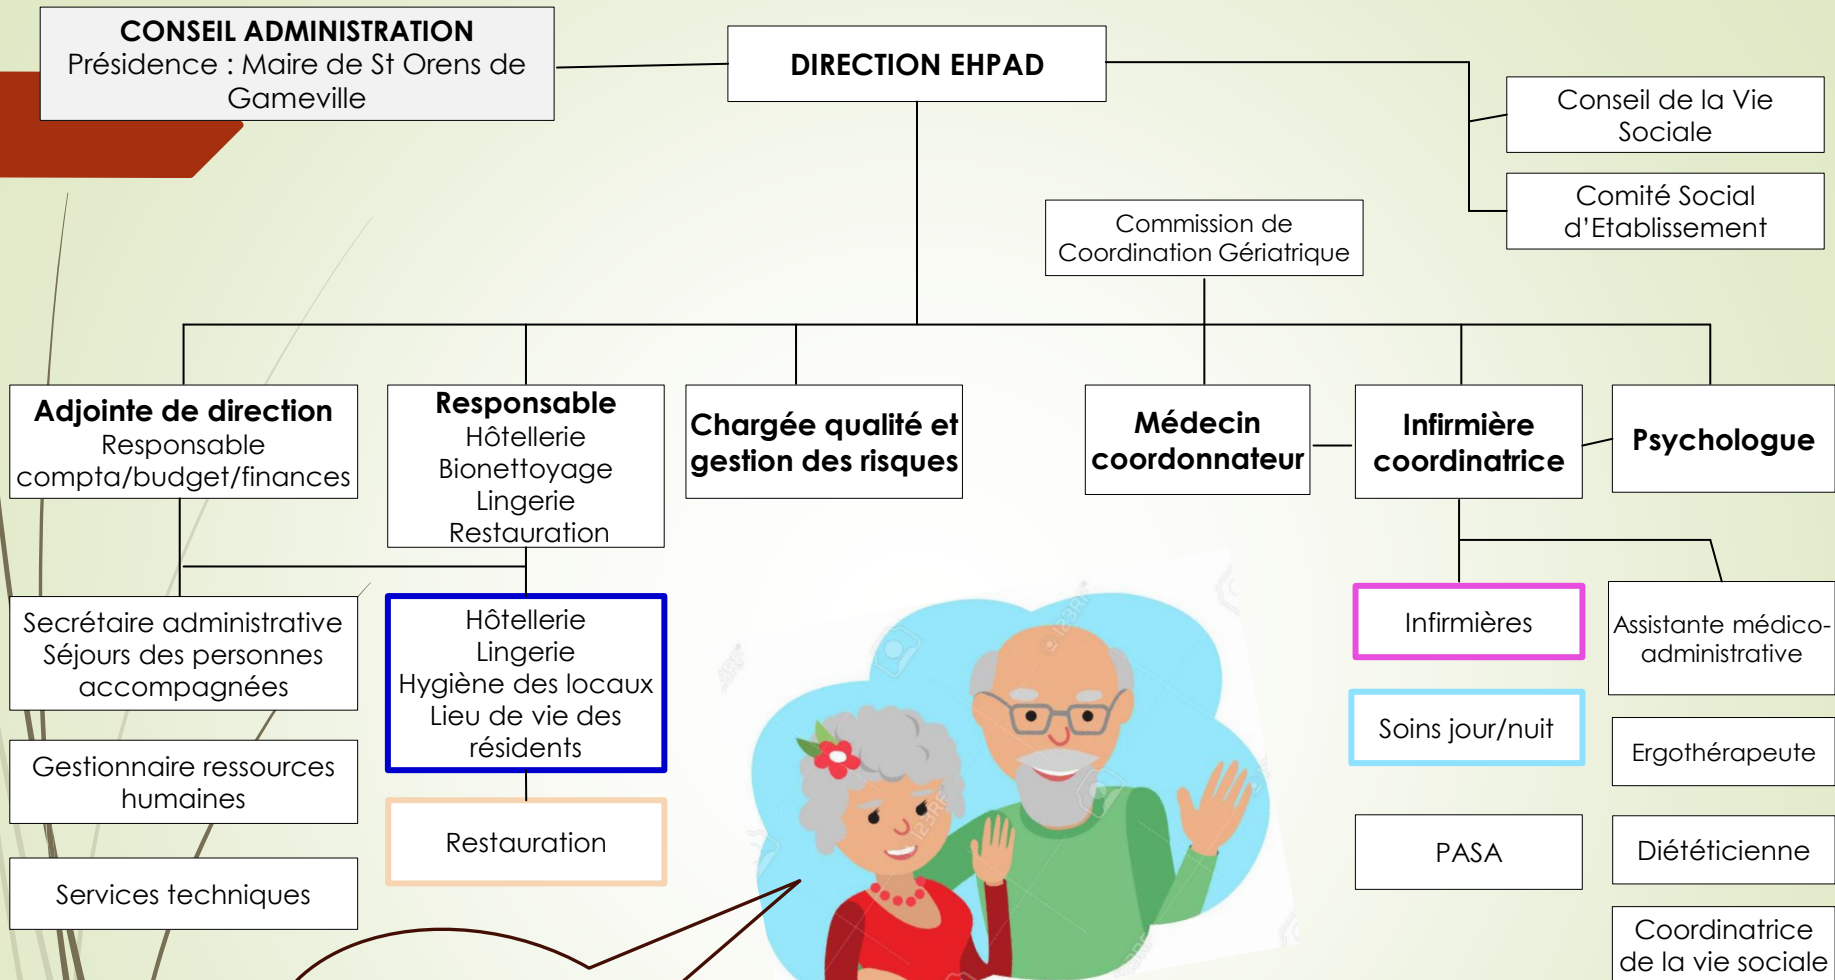 CONSEIL ADMINISTRATION
Présidence : Maire de St Orens de
Gameville
DIRECTION EHPAD
Conseil de la Vie
Sociale
Comité Social
d'Etablissement
Commission de
Coordination Gériatrique
Adjointe de direction
Responsable
compta/budget/finances
Responsable
Hôtellerie
Bionettoyage
Lingerie
Restauration
Chargée qualité et
gestion des risques
Médecin
coordonnateur
Infirmière
coordinatrice
Psychologue
Secrétaire administrative
Séjours des personnes
accompagnées
Gestionnaire ressources
humaines
Services techniques
Hôtellerie
Lingerie
Hygiène des locaux
Lieu de vie des
résidents
Restauration
Infirmières
Soins jour/nuit
PASA
Assistante médico-
administrative
Ergothérapeute
Diététicienne
Coordinatrice
de la vie sociale
123RF
123RF
123RF